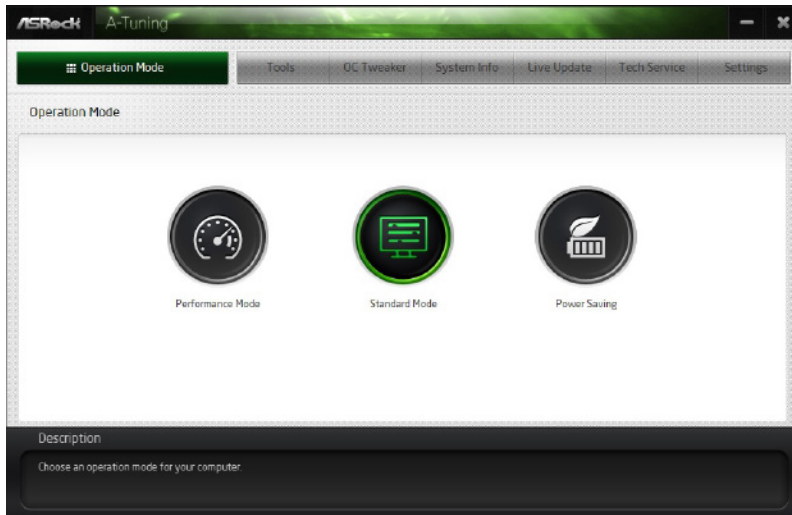 ASRock A-Tuning
Operation Mode Tools OC Tweaker System Info Live Update Tech Service Settings
Operation Mode
Performance Mode Standard Mode Power Saving
Description
Choose an operation mode for your computer.